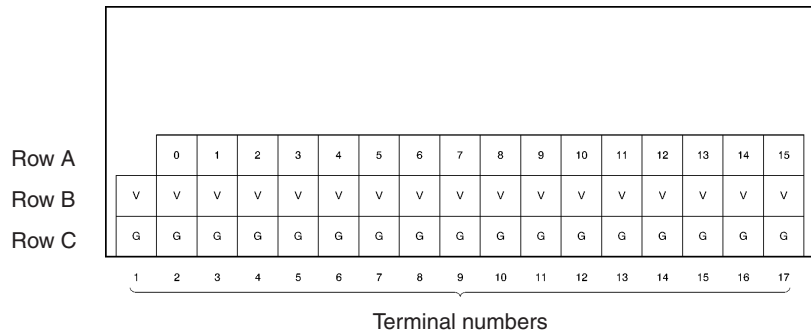 Row A 0 1 2 3 4 5 6 7 8 9 10 11 12 13 14 15
Row B V V V V V V V V V V V V V V V V V
Row C G G G G G G G G G G G G G G G G G
1 2 3 4 5 6 7 8 9 10 11 12 13 14 15 16 17
Terminal numbers